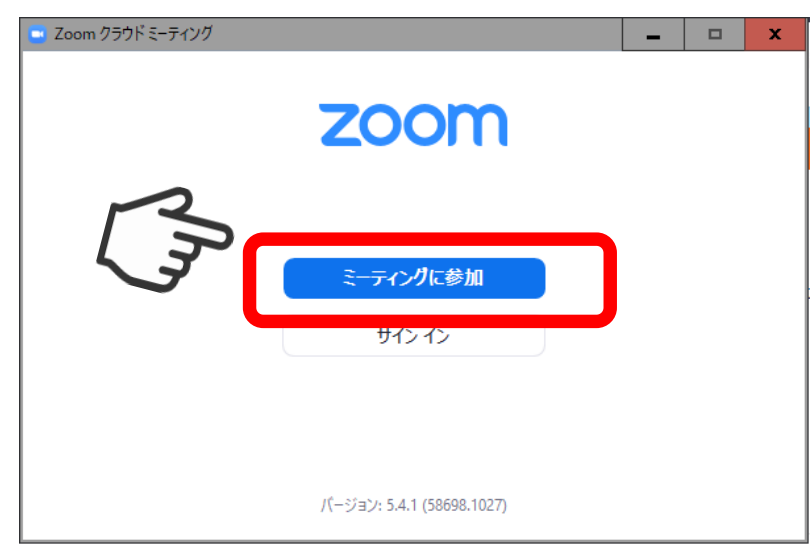 Zoom クラウド ミーティング
zoom
ミーティングに参加
サイン イン
バージョン: 5.4.1 (58698.1027)